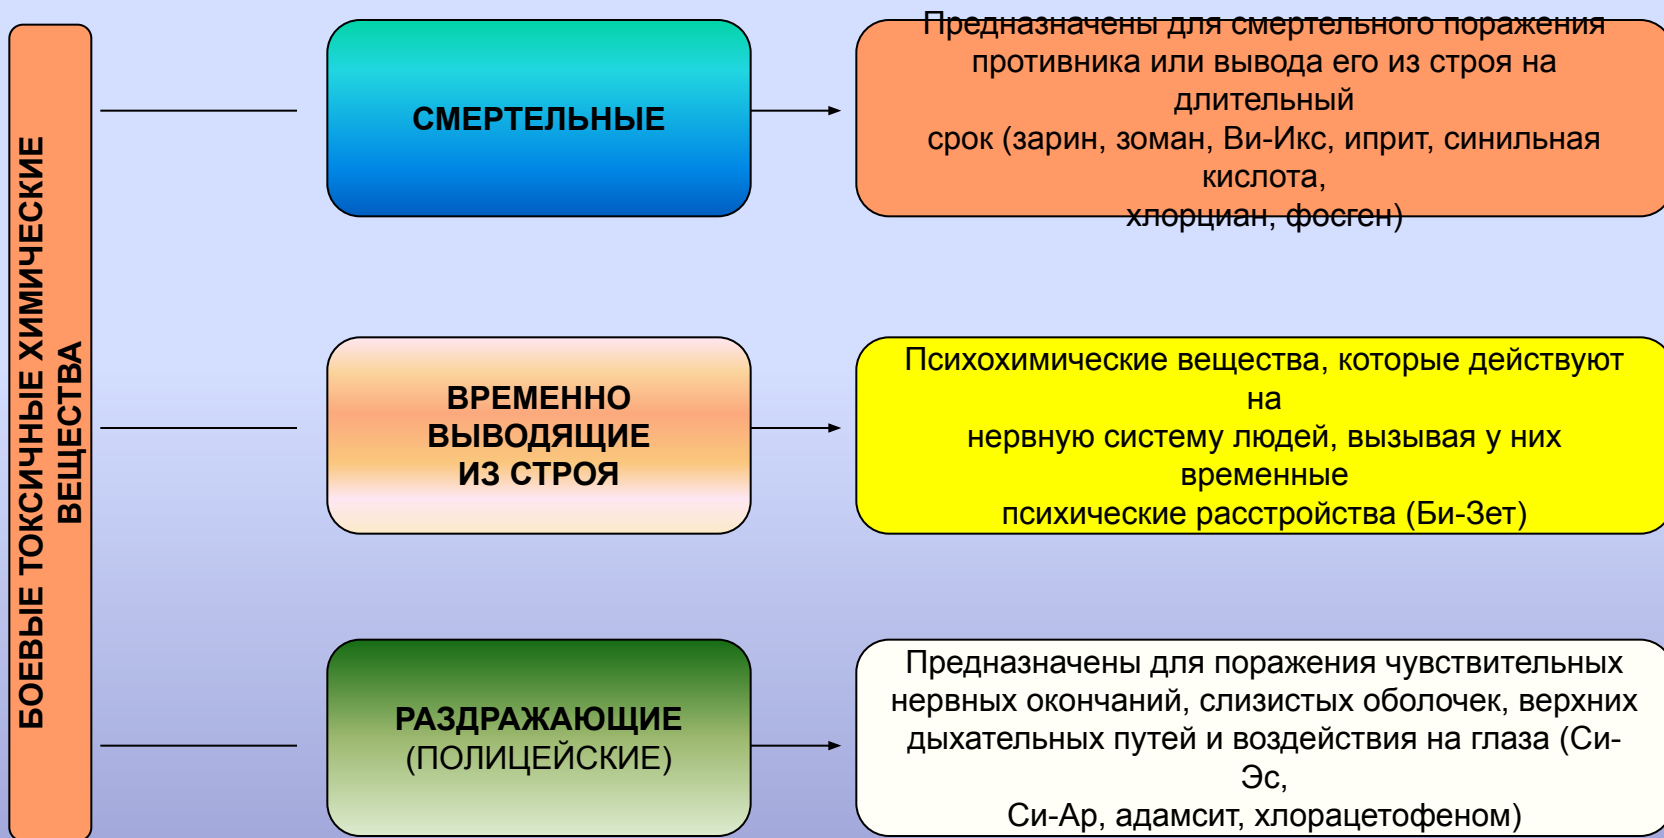 БОЕВЫЕ ТОКСИЧНЫЕ ХИМИЧЕСКИЕ
ВЕЩЕСТВА
СМЕРТЕЛЬНЫЕ
Предназначены для смертельного поражения
противника или вывода его из строя на
длительный
срок (зарин, зоман, Ви-Икс, иприт, синильная
кислота,
хлорциан, фосген)
ВРЕМЕННО
ВЫВОДЯЩИЕ
ИЗ СТРОЯ
Психохимические вещества, которые действуют
на
нервную систему людей, вызывая у них
временные
психические расстройства (Би-Зет)
РАЗДРАЖАЮЩИЕ
(ПОЛИЦЕЙСКИЕ)
Предназначены для поражения чувствительных
нервных окончаний, слизистых оболочек, верхних
дыхательных путей и воздействия на глаза (Си-
Эс,
Си-Ар, адамсит, хлорацетофеном)